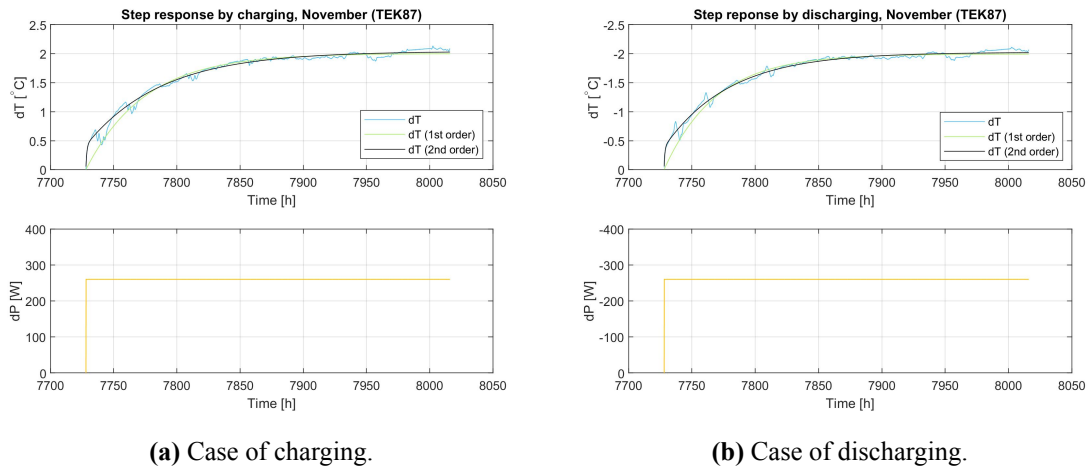 Step response by charging, November (TEK87)
2.5
2
1.5
1
0.5
0
dT [°C]
dT
dT (1st order)
dT (2nd order)
7700 7750 7800 7850 7900 7950 8000 8050
Time [h]
400
300
200
100
0
dP [W]
7700 7750 7800 7850 7900 7950 8000 8050
Time [h]
(a) Case of charging.
Step reponse by discharging, November (TEK87)
-2.5
-2
-1.5
-1
-0.5
0
dT [°C]
dT
dT (1st order)
dT (2nd order)
7700 7750 7800 7850 7900 7950 8000 8050
Time [h]
-400
-300
-200
-100
0
dP [W]
7700 7750 7800 7850 7900 7950 8000 8050
Time [h]
(b) Case of discharging.